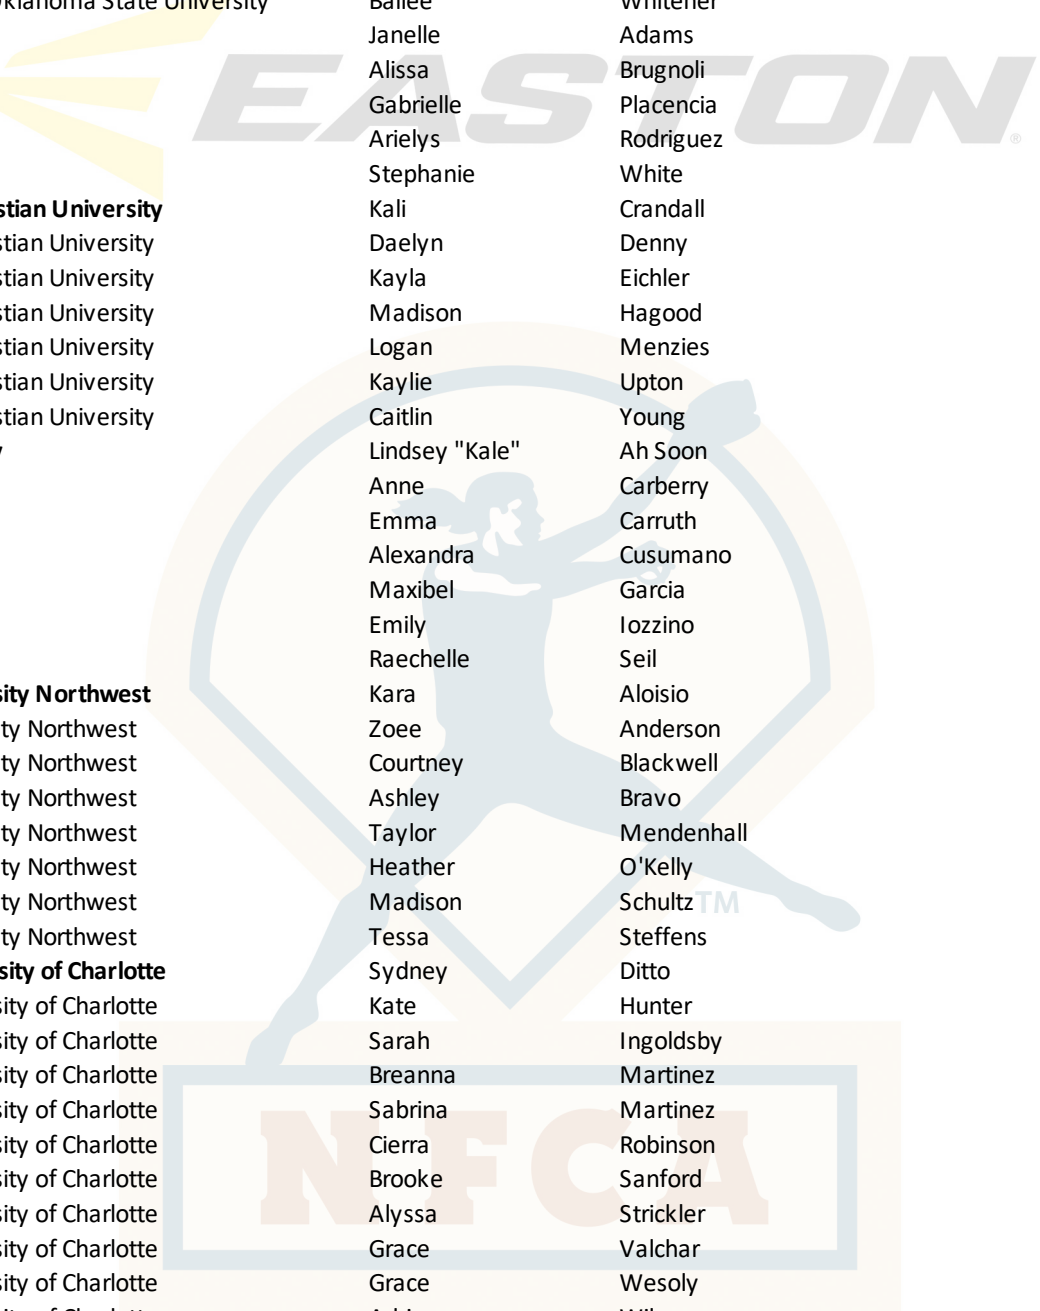 Oklahoma State University Bailee Whitener
Janelle Adams
EASTON®
Alissa Brugnoli
Gabrielle Placencia
Arielys Rodriguez
Stephanie White
stian University Kali Crandall
stian University Daelyn Denny
stian University Kayla Eichler
stian University Madison Hagood
stian University Logan Menzies
stian University Kaylie Upton
stian University Caitlin Young
y Lindsey "Kale" Ah Soon
Anne Carberry
Emma Carruth
Alexandra Cusumano
Maxibel Garcia
Emily Iozzino
Raechelle Seil
sity Northwest Kara Aloisio
ty Northwest Zoee Anderson
ty Northwest Courtney Blackwell
ty Northwest Ashley Bravo
ty Northwest Taylor Mendenhall
ty Northwest Heather O'Kelly
ty Northwest Madison Schultz TM
ty Northwest Tessa Steffens
sity of Charlotte Sydney Ditto
sity of Charlotte Kate Hunter
sity of Charlotte Sarah Ingoldsby
sity of Charlotte Breanna Martinez
sity of Charlotte Sabrina Martinez
sity of Charlotte Cierra Robinson
NFCA
sity of Charlotte Brooke Sanford
sity of Charlotte Alyssa Strickler
sity of Charlotte Grace Valchar
sity of Charlotte Grace Wesoly